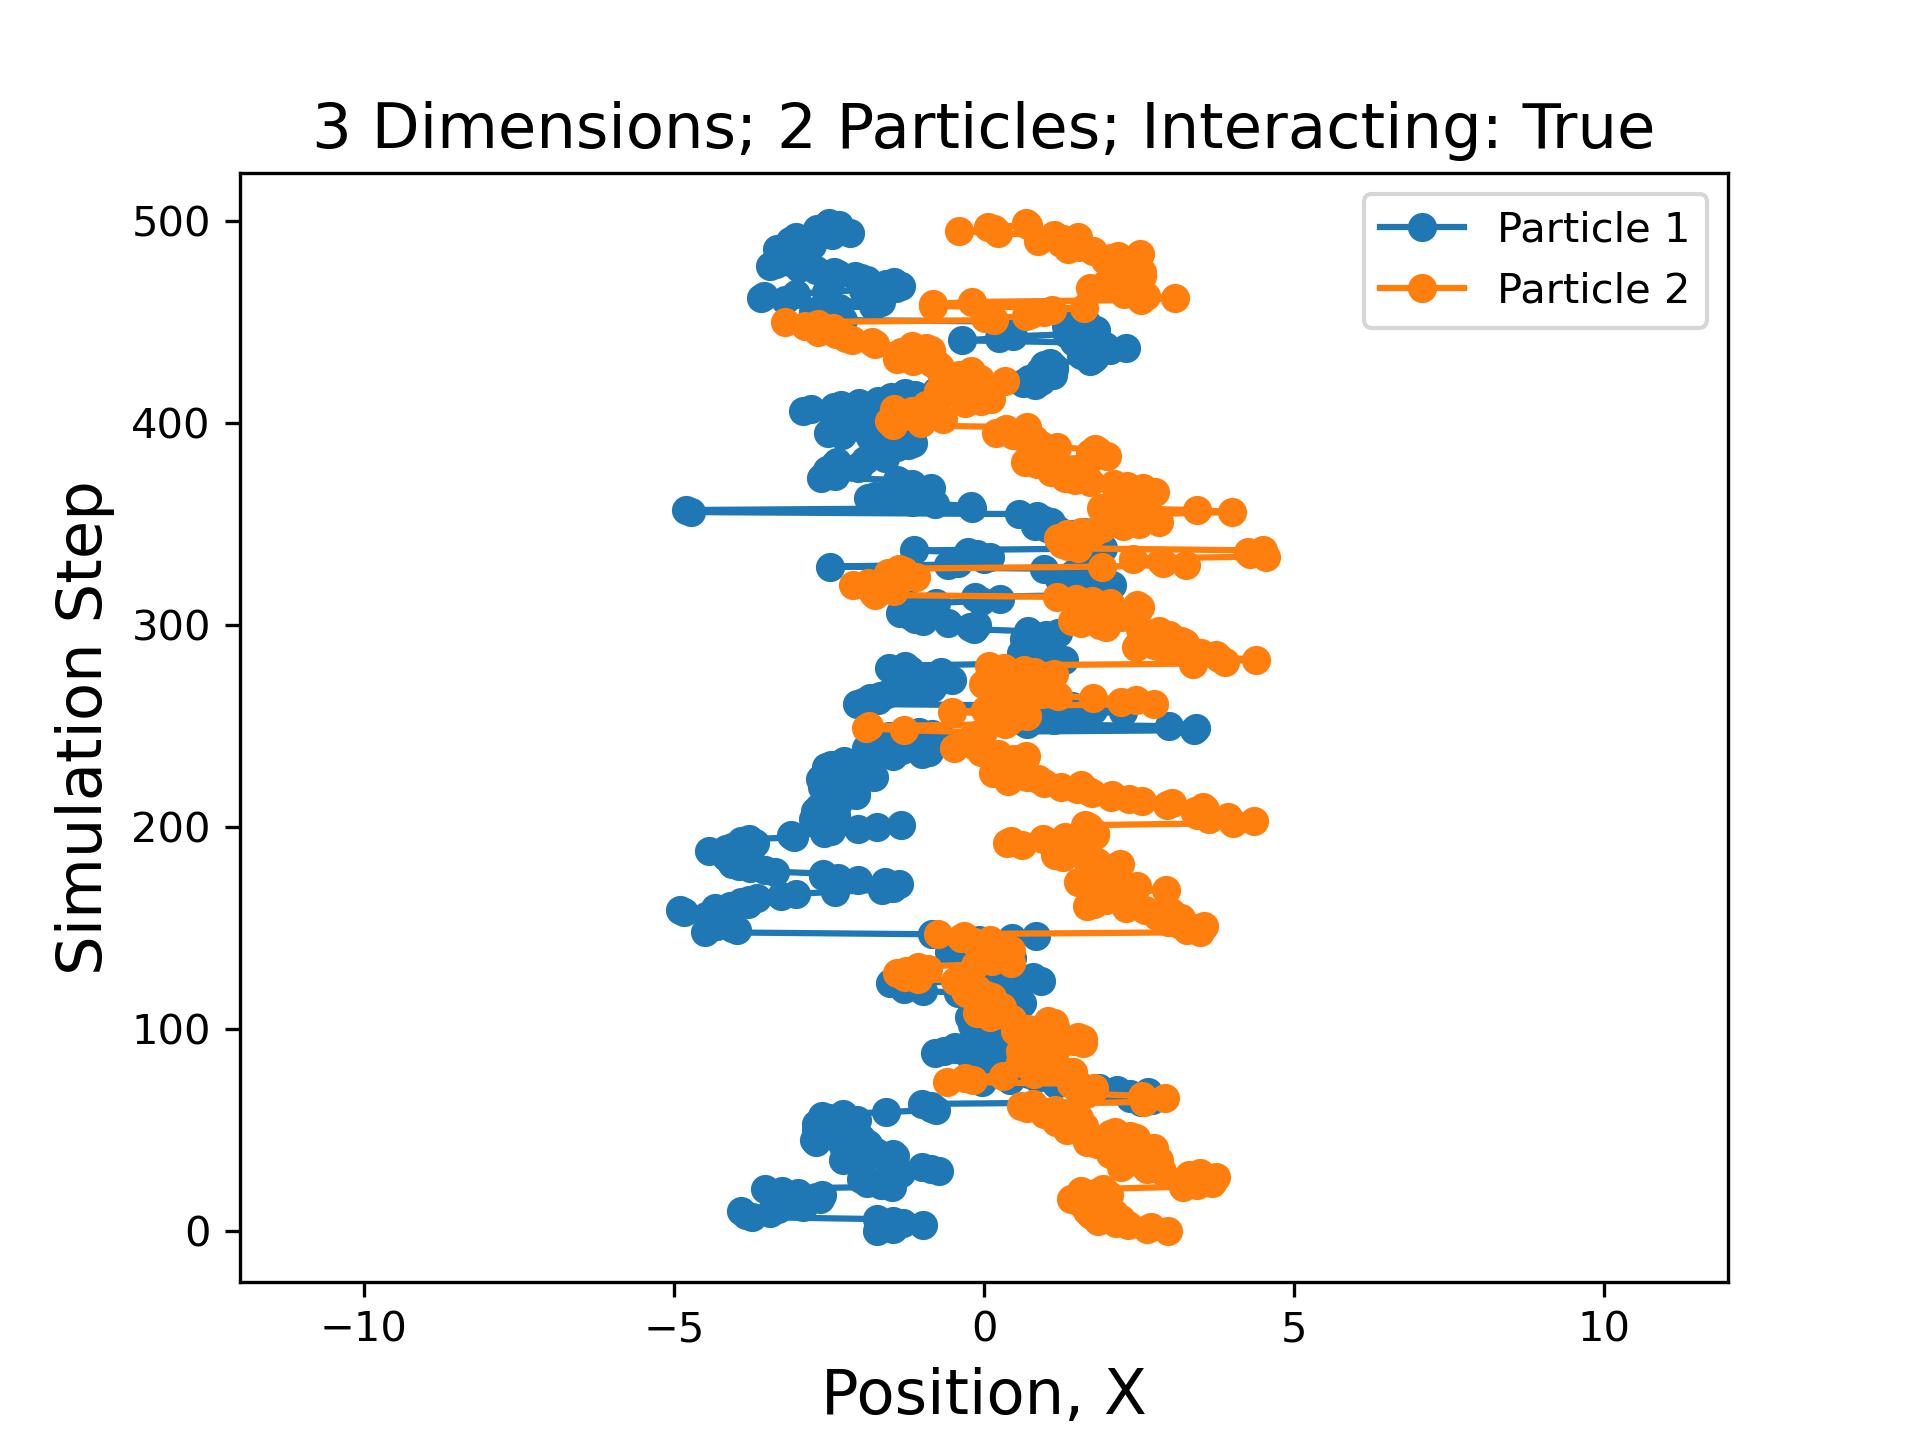 3 Dimensions; 2 Particles; Interacting: True
Particle 1
Particle 2
500
400
300
200
100
0
Simulation Step
−10
−5
0
5
10
Position, X